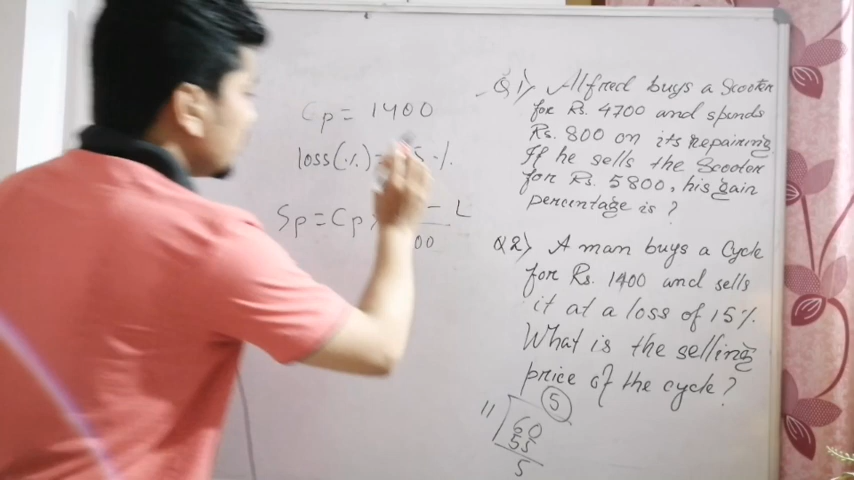 Cp = 1400
loss(%) = 5 %
Sp = Cp × - L
00
Q1) Alfred buys a Scooter
for Rs. 4700 and spends
Rs. 800 on its repairing
If he sells the Scooter
for Rs. 5800, his gain
percentage is ?
Q2) A man buys a Cycle
for Rs. 1400 and sells
it at a loss of 15%.
What is the selling
price of the cycle?
5
11 60
55
5